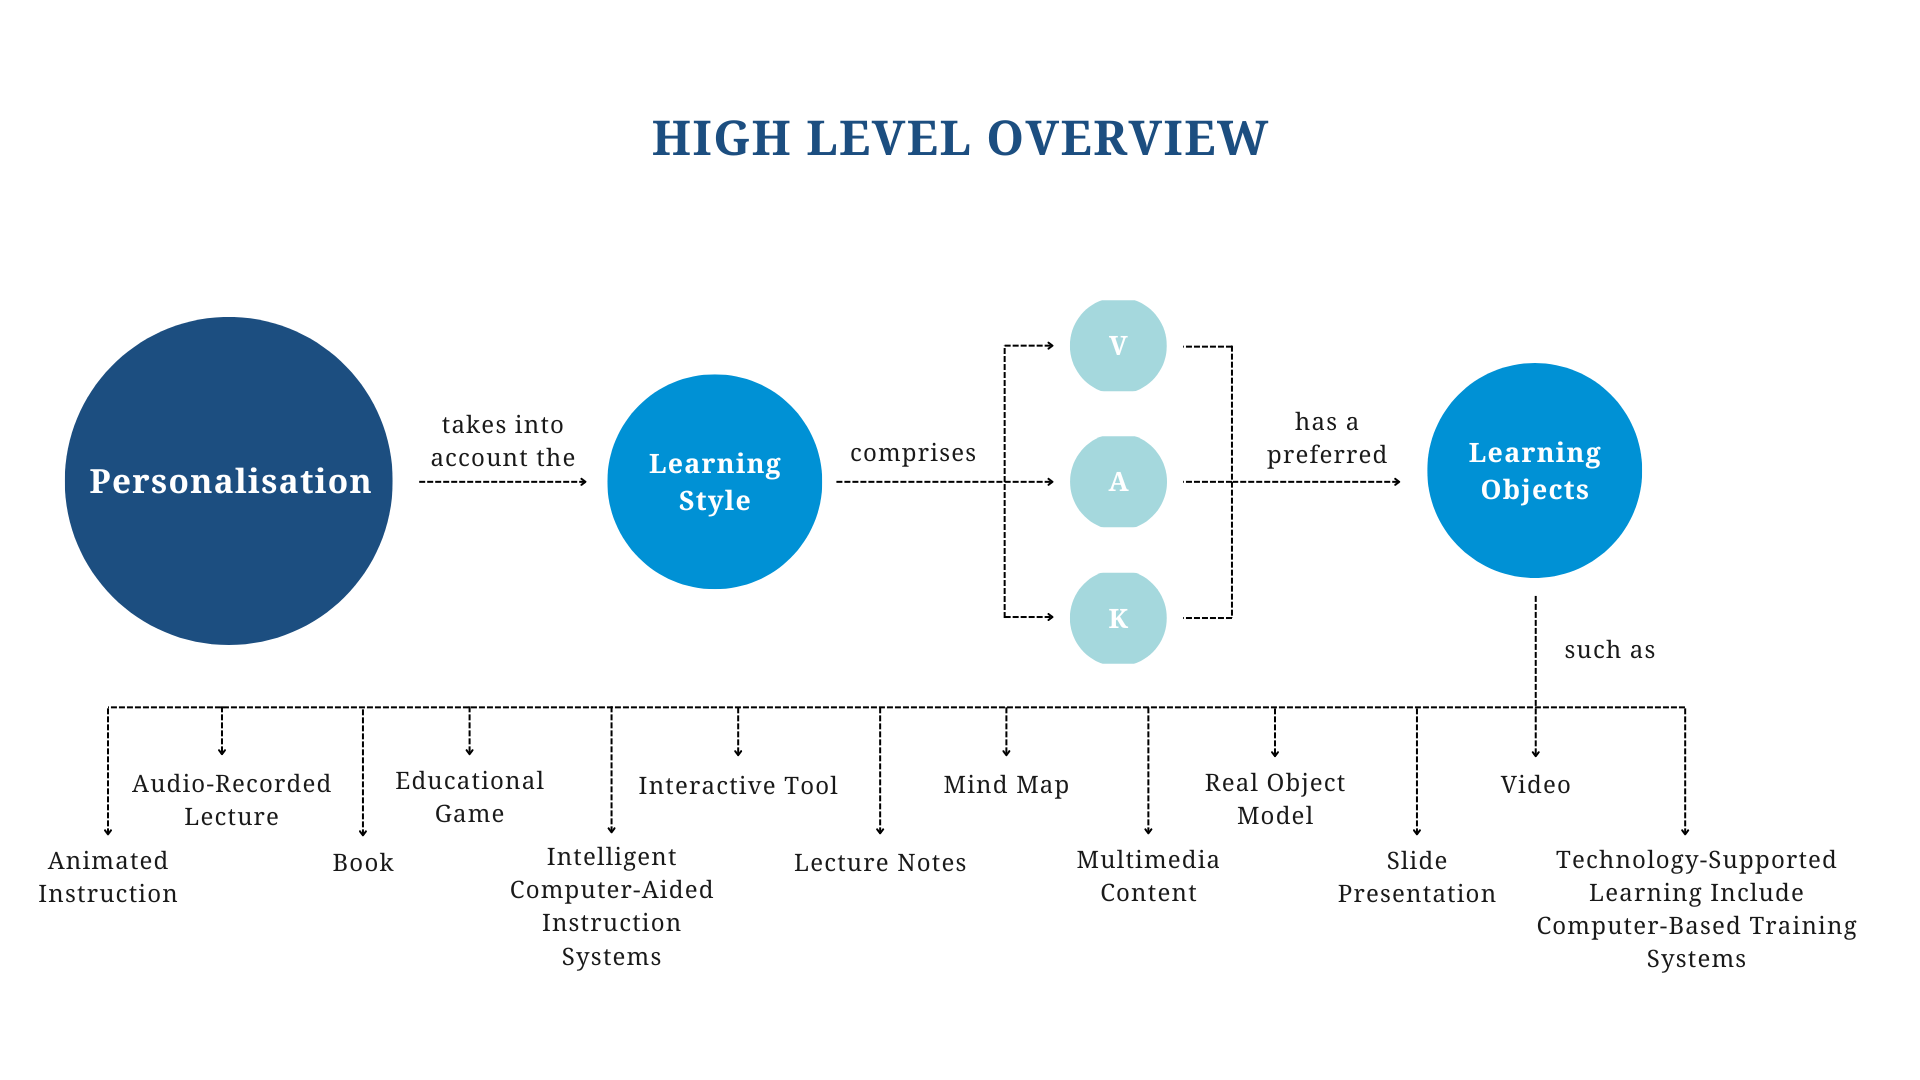 HIGH LEVEL OVERVIEW
Personalisation
takes into
account the
Learning
Style
comprises
V
A
K
has a
preferred
Learning
Objects
such as
Animated
Instruction
Audio-Recorded
Lecture
Book
Educational
Game
Intelligent
Computer-Aided
Instruction
Systems
Interactive Tool
Lecture Notes
Mind Map
Multimedia
Content
Real Object
Model
Slide
Presentation
Video
Technology-Supported
Learning Include
Computer-Based Training
Systems